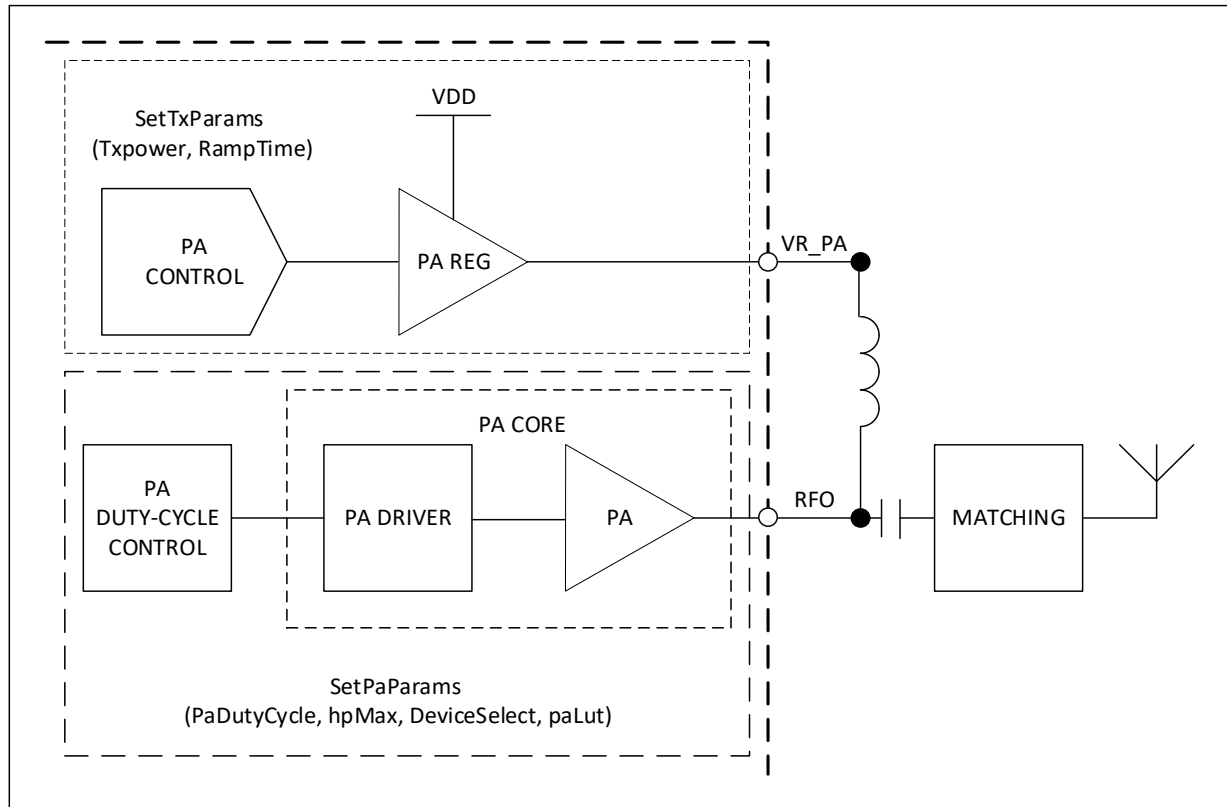 SetTxParams
(Txpower, RampTime)
VDD
PA
CONTROL
PA REG
VR_PA
PA CORE
PA
DUTY-CYCLE
CONTROL
PA DRIVER
PA
RFO
MATCHING
SetPaParams
(PaDutyCycle, hpMax, DeviceSelect, paLut)